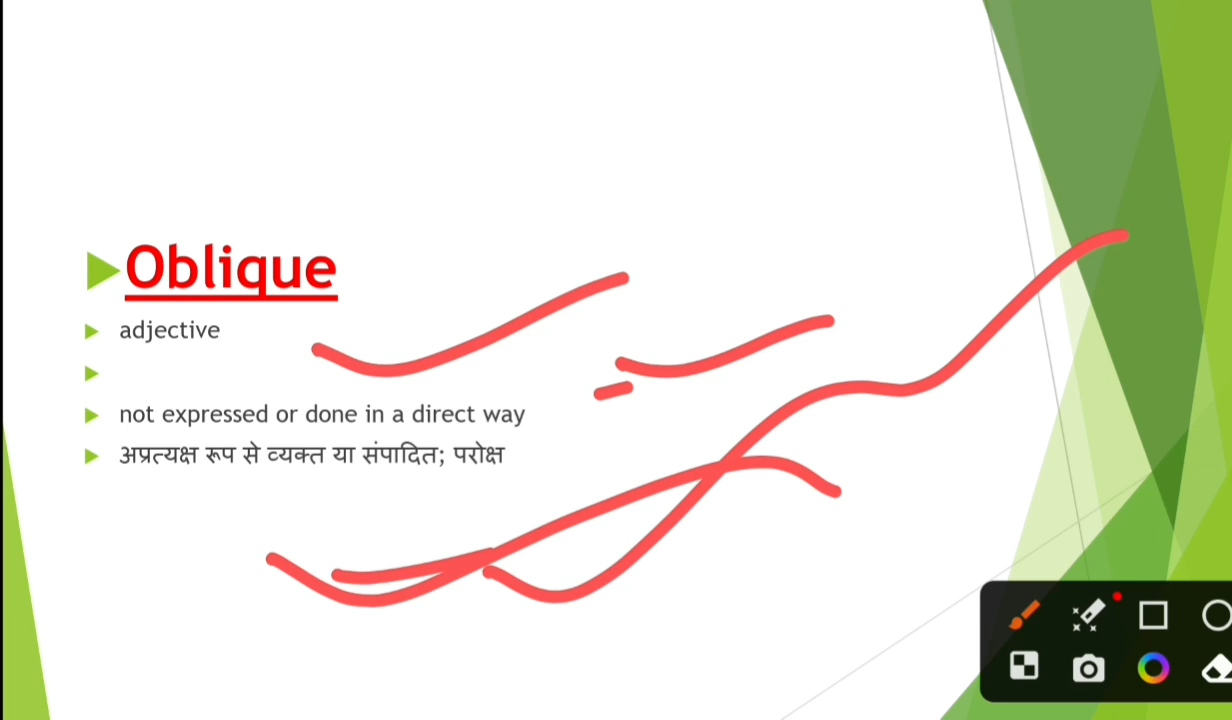 Oblique
adjective
not expressed or done in a direct way
अप्रत्यक्ष रूप से व्यक्त या संपादित; परोक्ष